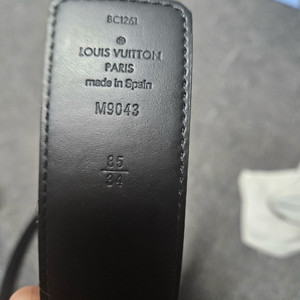 BC1261
LOUIS VUITTON
PARIS
made in Spain
M9043
85
34